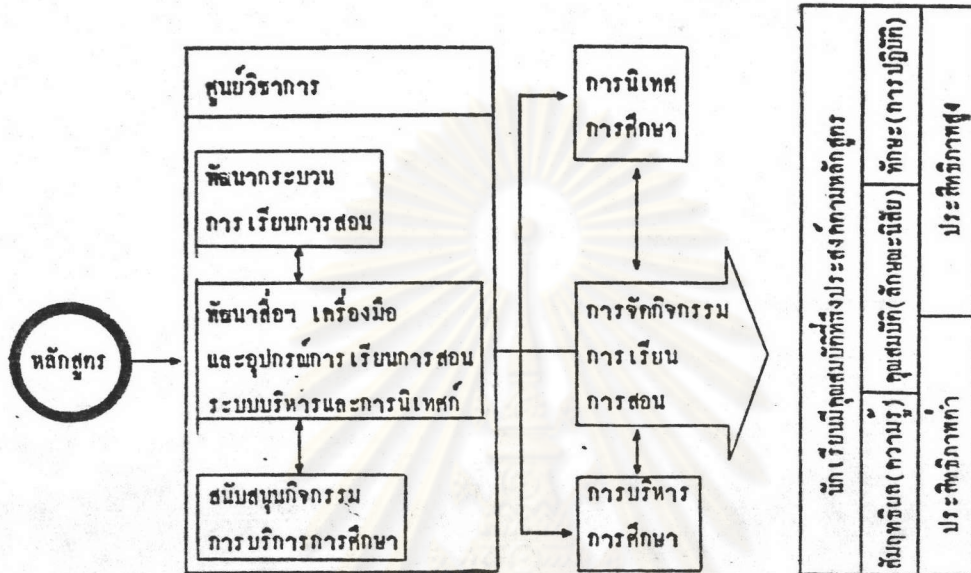 ศูนย์วิชาการ
พัฒนากระบวน
การเรียนการสอน
หลักสูตร
พัฒนาสื่อฯ เครื่องมือ
และอุปกรณ์การเรียนการสอน
ระบบบริหารและการนิเทศก์
สนับสนุนกิจกรรม
การบริการการศึกษา
การนิเทศ
การศึกษา
การจัดกิจกรรม
การเรียน
การสอน
การบริหาร
การศึกษา
นักเรียนมีคุณสมบัติที่พึงประสงค์ตามหลักสูตร
สัมฤทธิผล(ความรู้)
คุณสมบัติ(ลักษณะนิสัย)
ทักษะ(การปฏิบัติ)
ประสิทธิภาพต่ำ
ประสิทธิภาพสูง